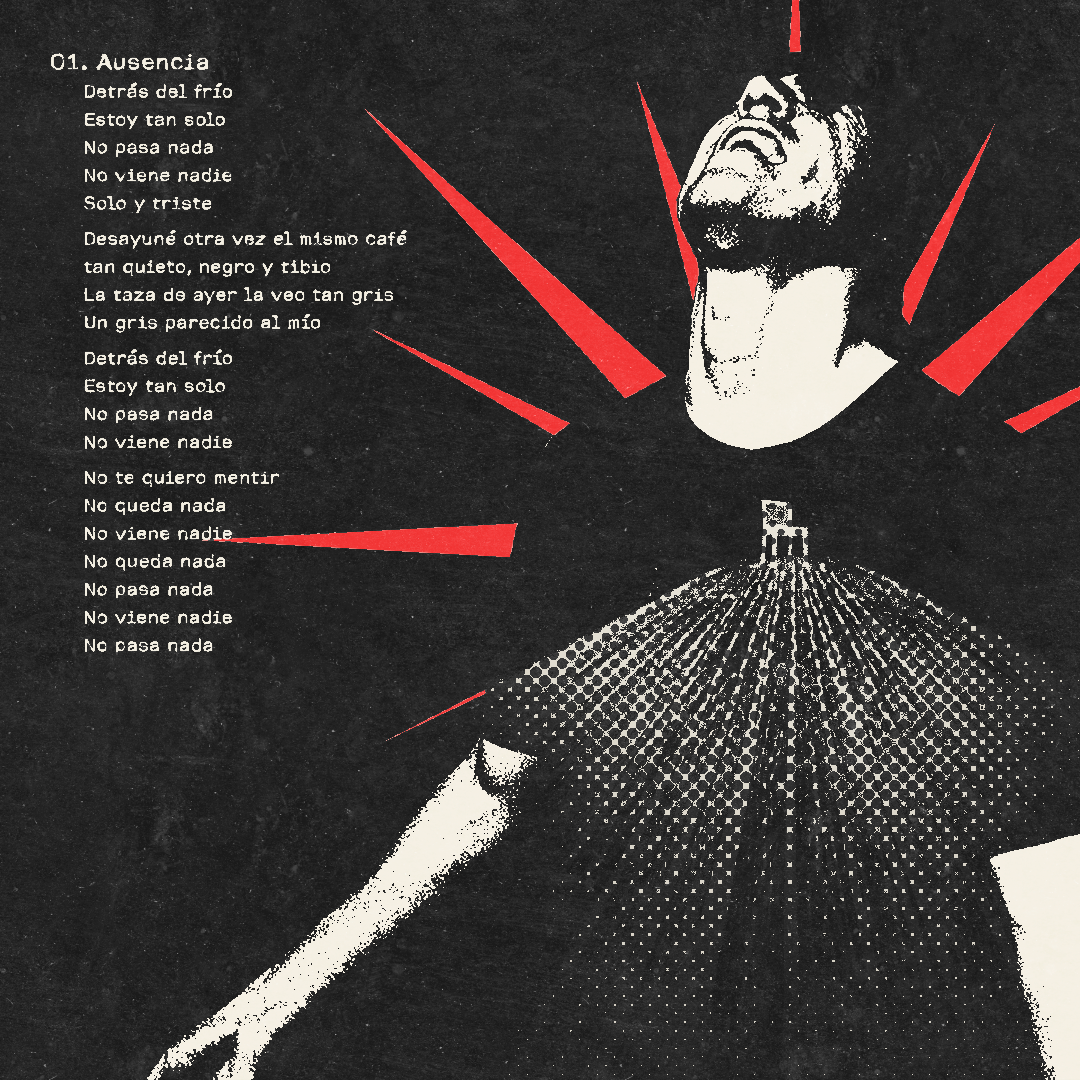 01. Ausencia
Detrás del frío
Estoy tan solo
No pasa nada
No viene nadie
Solo y triste
Desayuné otra vez el mismo café
tan quieto, negro y tibio
La taza de ayer la veo tan gris
Un gris parecido al mío
Detrás del frío
Estoy tan solo
No pasa nada
No viene nadie
No te quiero mentir
No queda nada
No viene nadie
No queda nada
No pasa nada
No viene nadie
No pasa nada